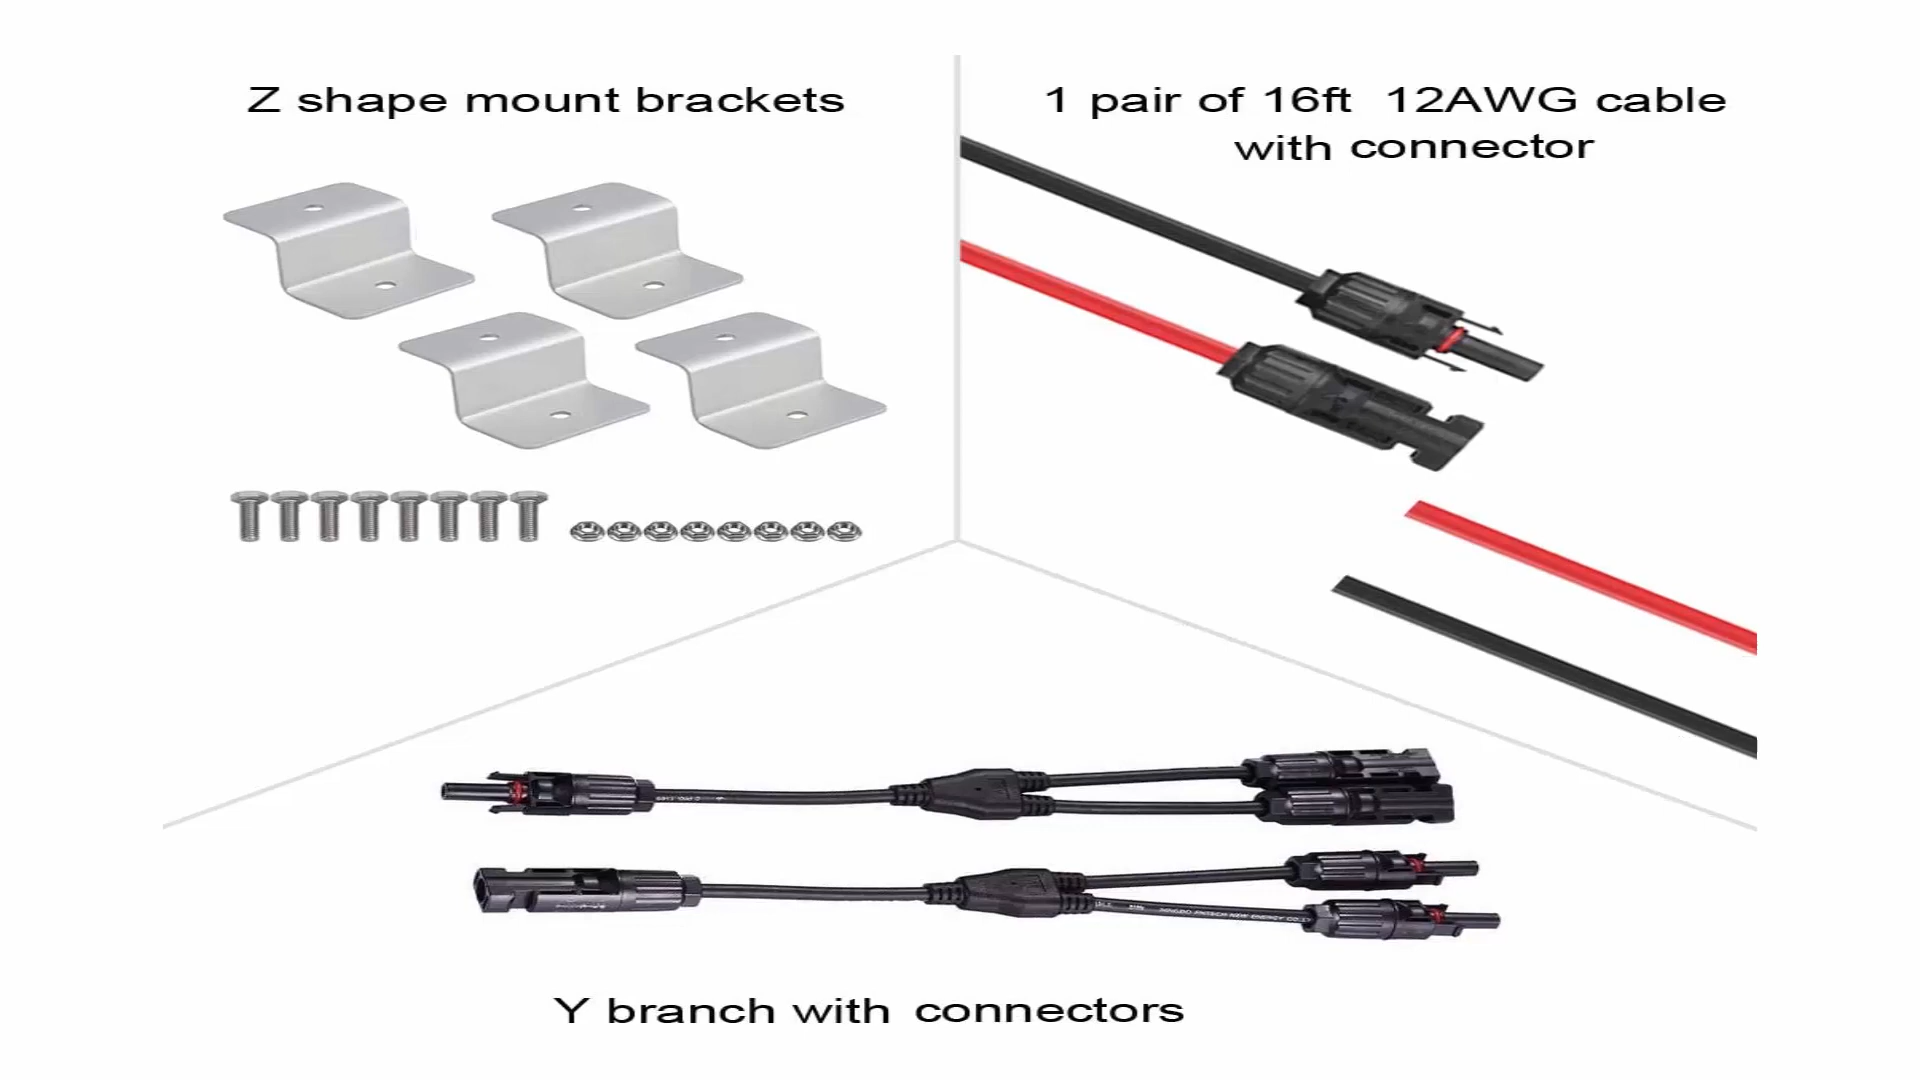 Z shape mount brackets
1 pair of 16ft 12AWG cable
with connector
Y branch with connectors